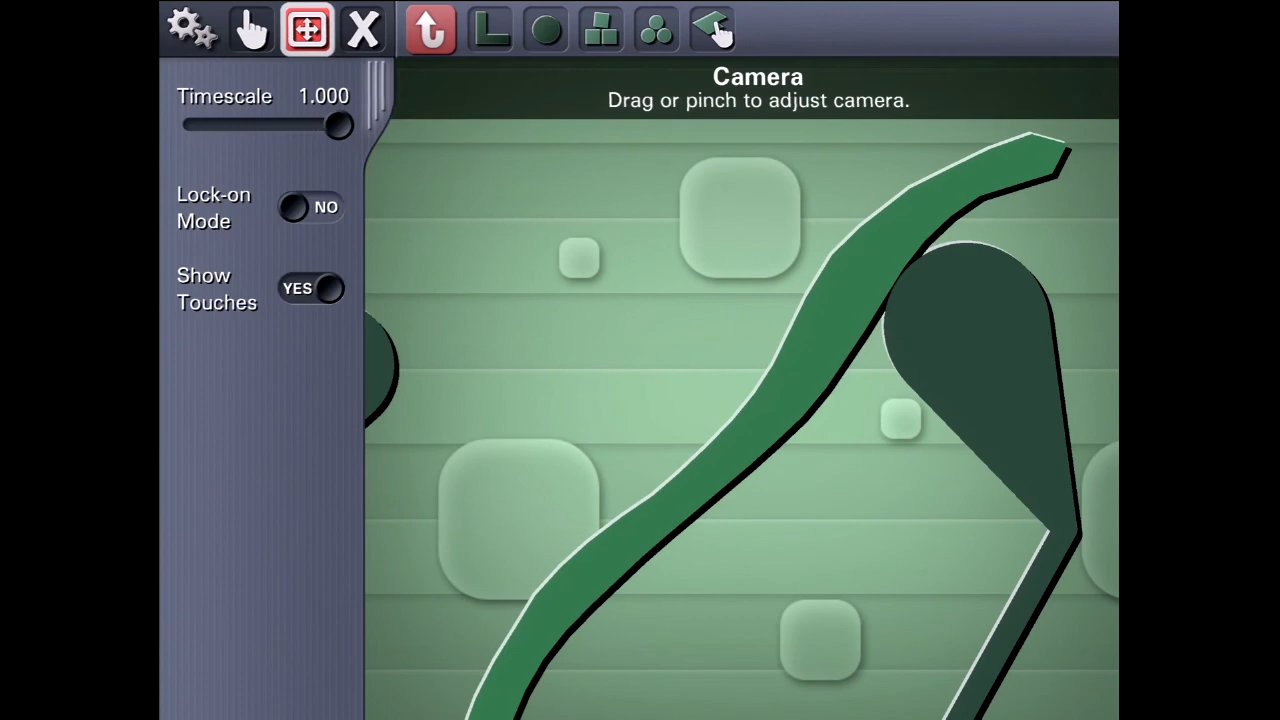 Camera
Drag or pinch to adjust camera.
Timescale 1.000
Lock-on
Mode
NO
Show
Touches
YES